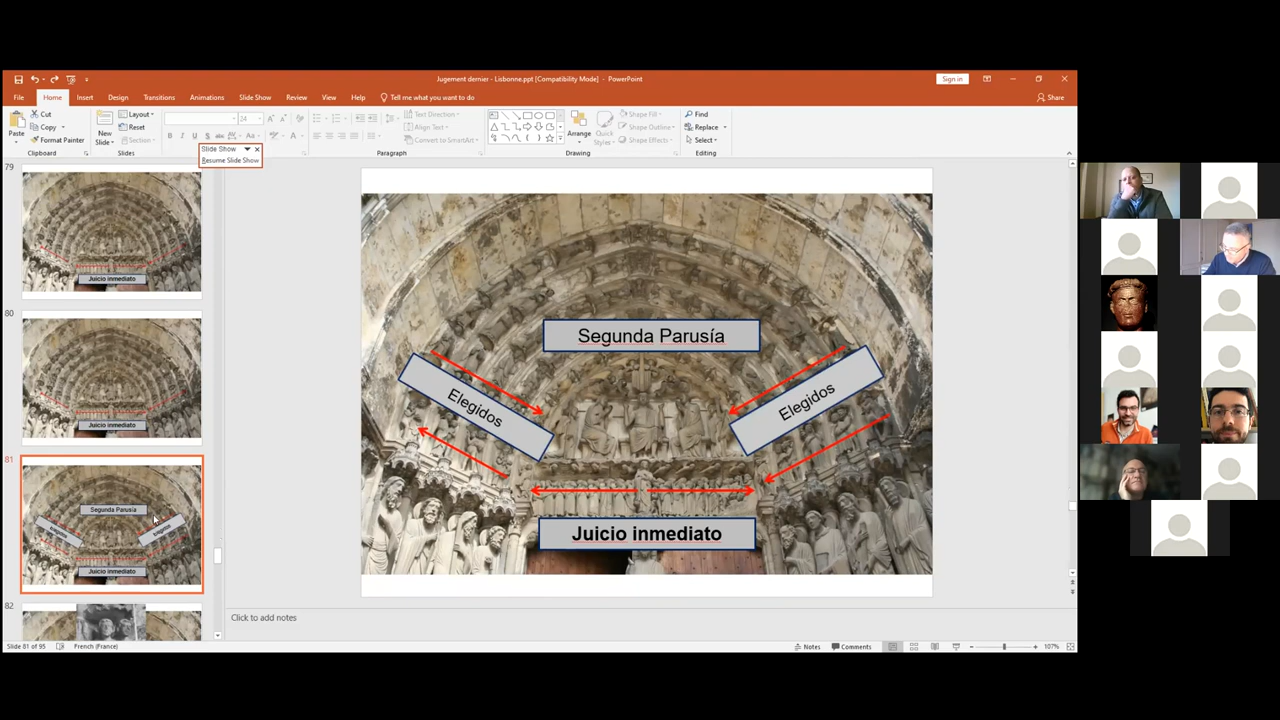 Jugement dernier - Lisbonne.ppt [Compatibility Mode] - PowerPoint
Sign in
File Home Insert Design Transitions Animations Slide Show Review View Help Tell me what you want to do
Share
Paste
Cut
Copy
Format Painter
Clipboard
New Slide
Layout
Reset
Section
Slides
24
Slide Show
Resume Slide Show
Text Direction
Align Text
Convert to SmartArt
Paragraph
Arrange
Quick Styles
Shape Fill
Shape Outline
Shape Effects
Drawing
Find
Replace
Select
Editing
79
Juicio inmediato
80
Juicio inmediato
81
Segunda Parusía
Elegidos
Elegidos
Juicio inmediato
82
Segunda Parusía
Elegidos
Elegidos
Juicio inmediato
Click to add notes
Slide 81 of 95
French (France)
Notes
Comments
107%